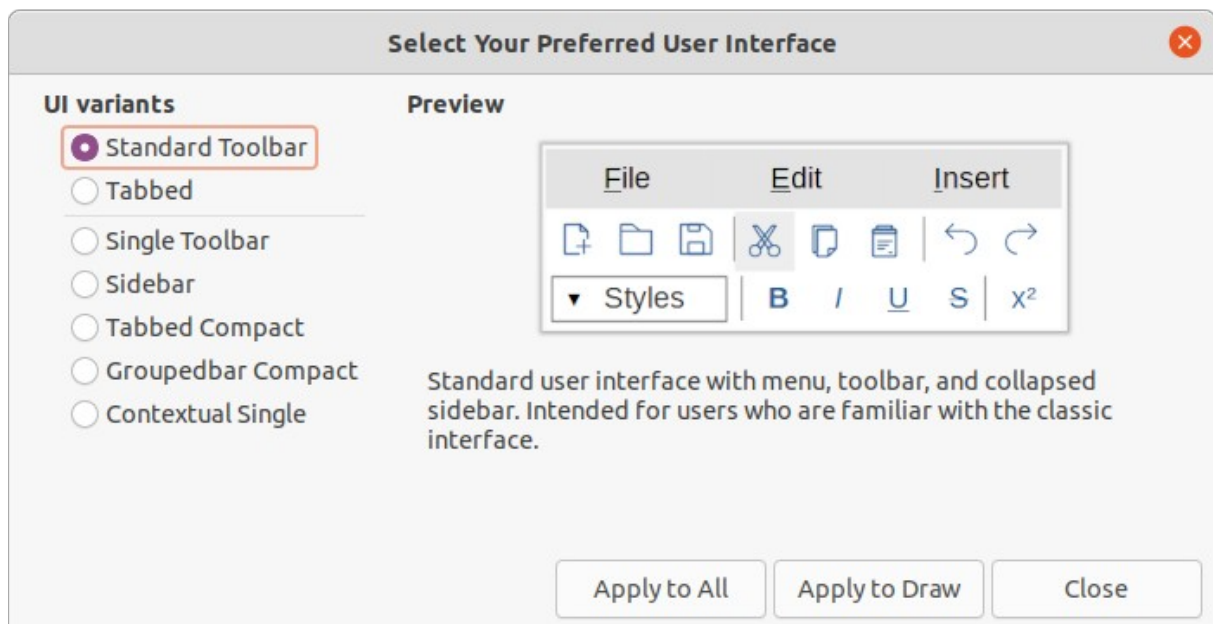 Select Your Preferred User Interface
UI variants
Standard Toolbar
Tabbed
Single Toolbar
Sidebar
Tabbed Compact
Groupedbar Compact
Contextual Single
Preview
File Edit Insert
Styles B I U S X²
Standard user interface with menu, toolbar, and collapsed
sidebar. Intended for users who are familiar with the classic
interface.
Apply to All Apply to Draw Close